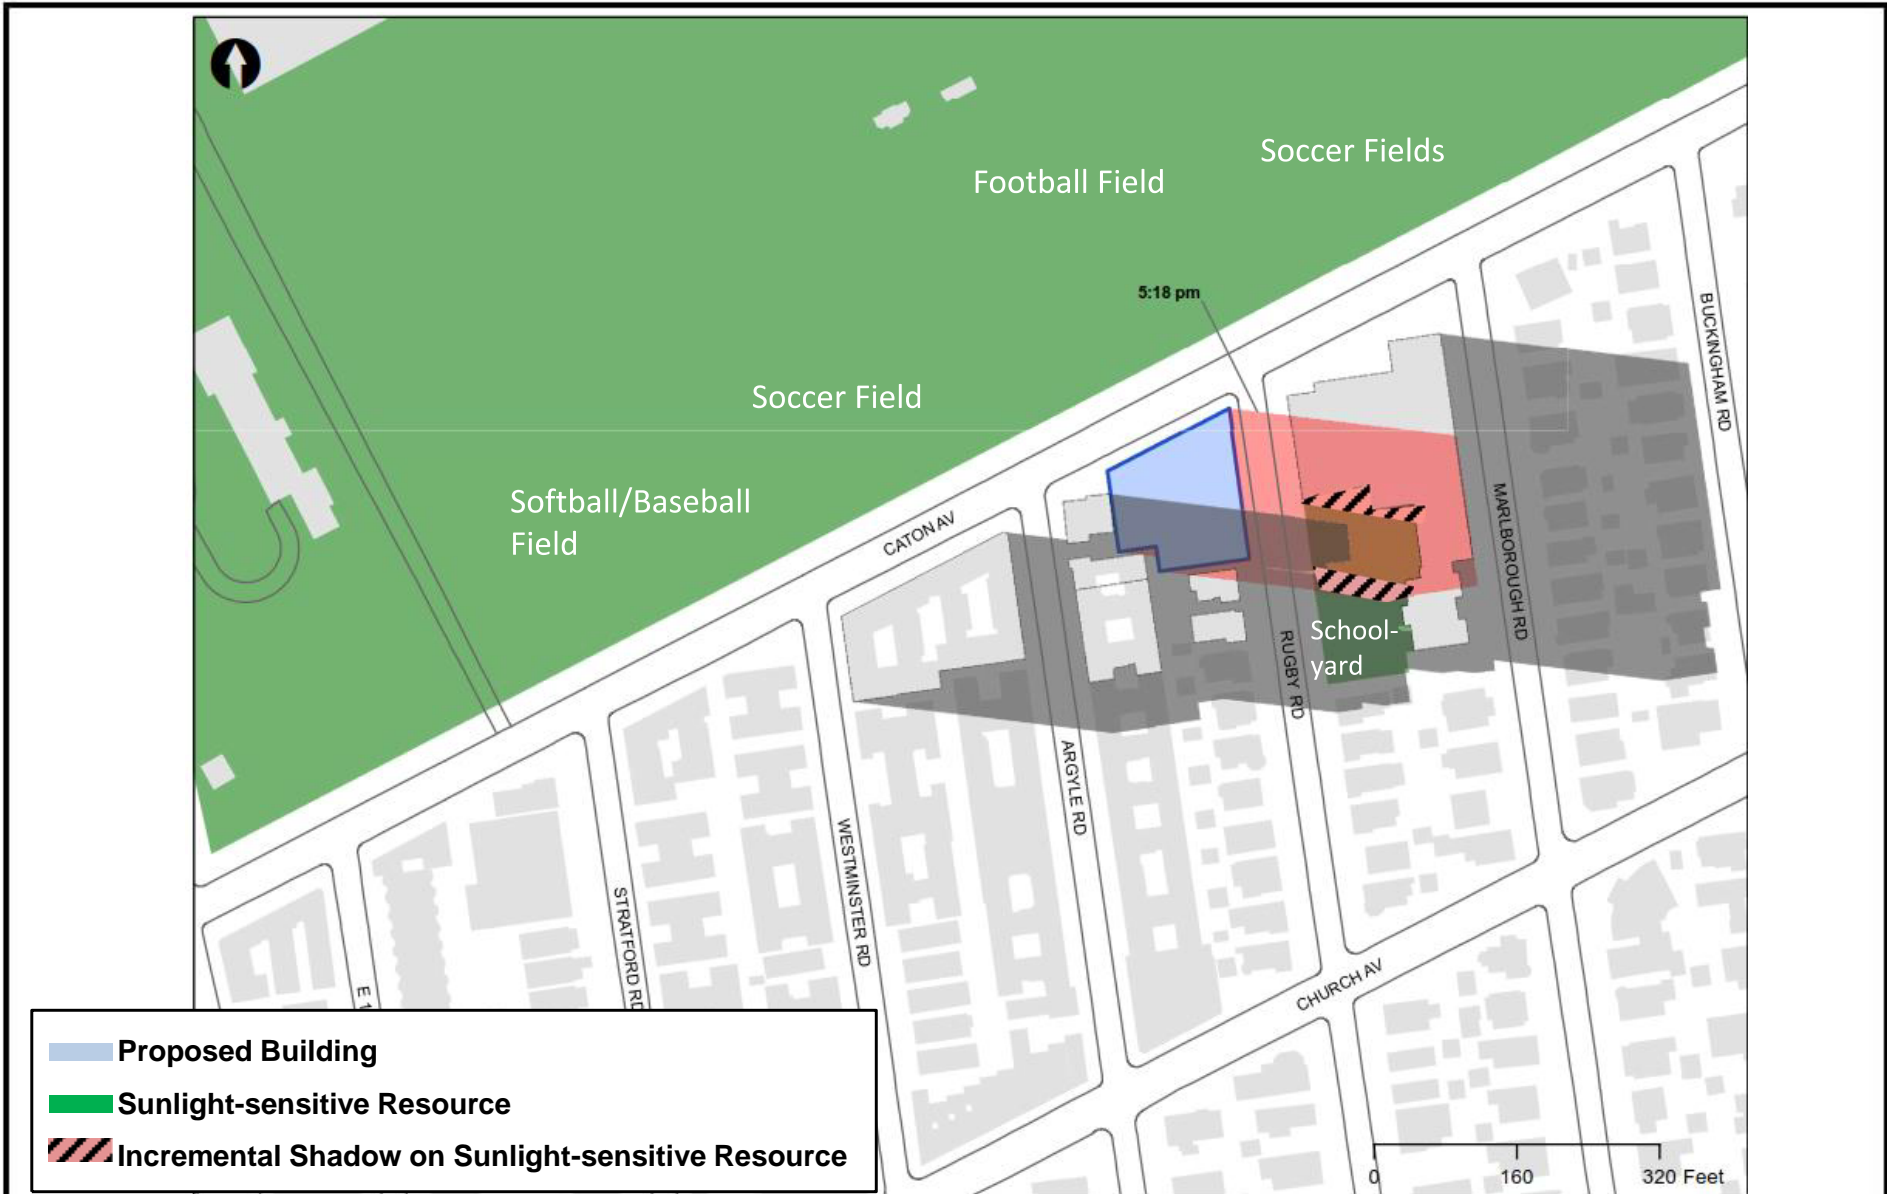 Soccer Fields
Football Field
5:18 pm
BUCKINGHAM RD
Soccer Field
Softball/Baseball
Field
CATON AV
MARLBOROUGH RD
School-
yard
RUGBY RD
ARGYLE RD
WESTMINSTER RD
STRATFORD RD
CHURCH AV
E 1
Proposed Building
Sunlight-sensitive Resource
Incremental Shadow on Sunlight-sensitive Resource
0 160 320 Feet